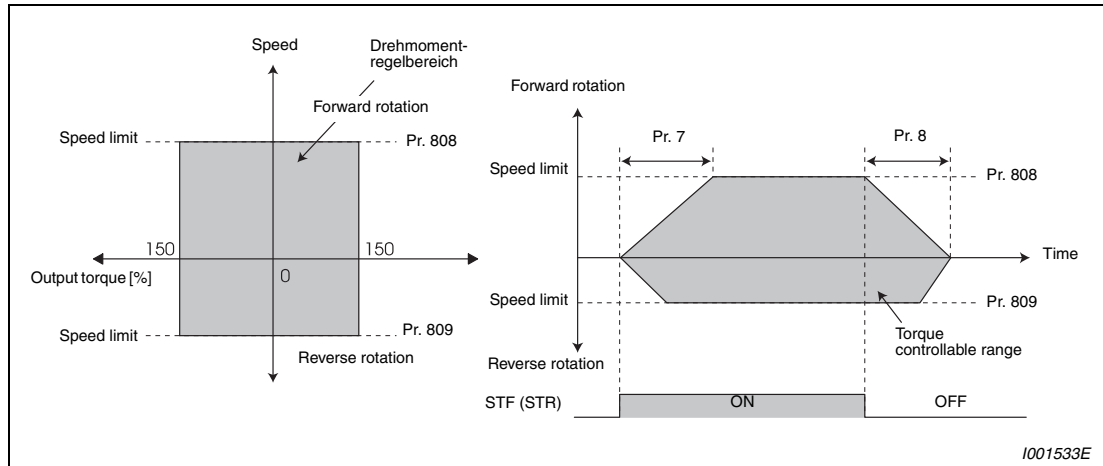 Speed
Drehmoment-
regelbereich
Forward rotation
Speed limit
Pr. 808
150
150
Output torque [%]
0
Speed limit
Pr. 809
Reverse rotation
Forward rotation
Pr. 7
Pr. 8
Speed limit
Pr. 808
Time
Speed limit
Pr. 809
Torque
controllable range
Reverse rotation
STF (STR)
ON
OFF
I001533E